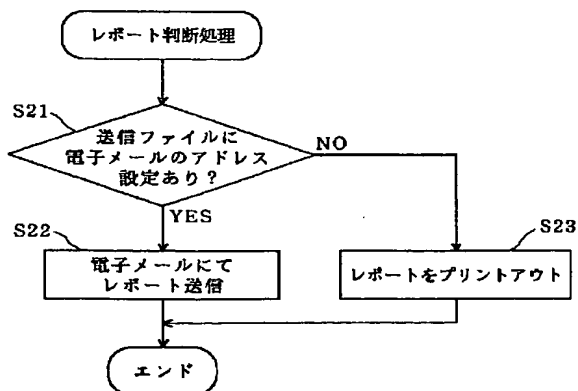 レポート判断処理
S21
送信ファイルに
電子メールのアドレス
設定あり？
NO
YES
S22
電子メールにて
レポート送信
S23
レポートをプリントアウト
エンド